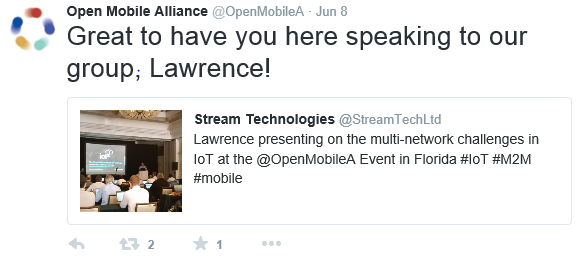 Open Mobile Alliance @OpenMobileA · Jun 8
Great to have you here speaking to our
group, Lawrence!
Stream Technologies @StreamTechLtd
Lawrence presenting on the multi-network challenges in
IoT at the @OpenMobileA Event in Florida #IoT #M2M
#mobile
2
1